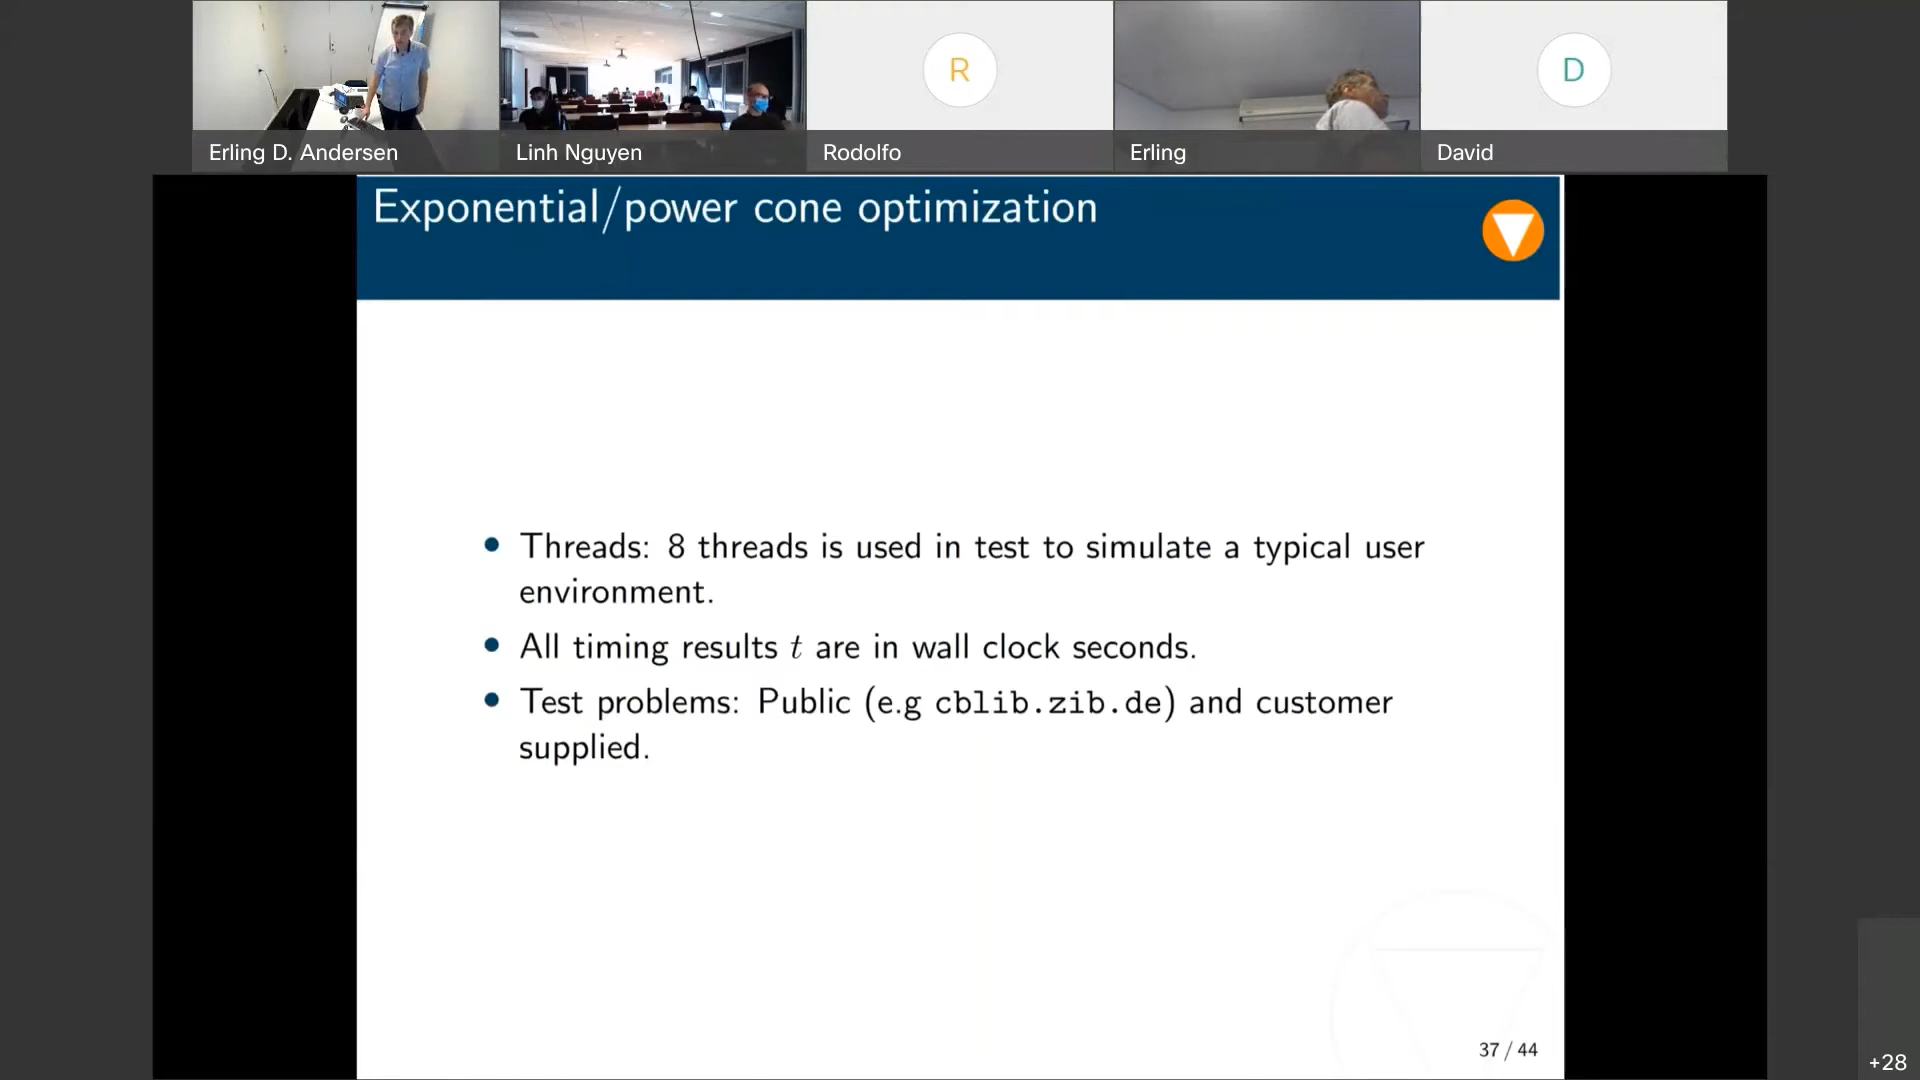 R
D
Erling D. Andersen
Linh Nguyen
Rodolfo
Erling
David
Exponential/power cone optimization
• Threads: 8 threads is used in test to simulate a typical user
environment.
• All timing results t are in wall clock seconds.
• Test problems: Public (e.g cblib.zib.de) and customer
supplied.
37 / 44
+28